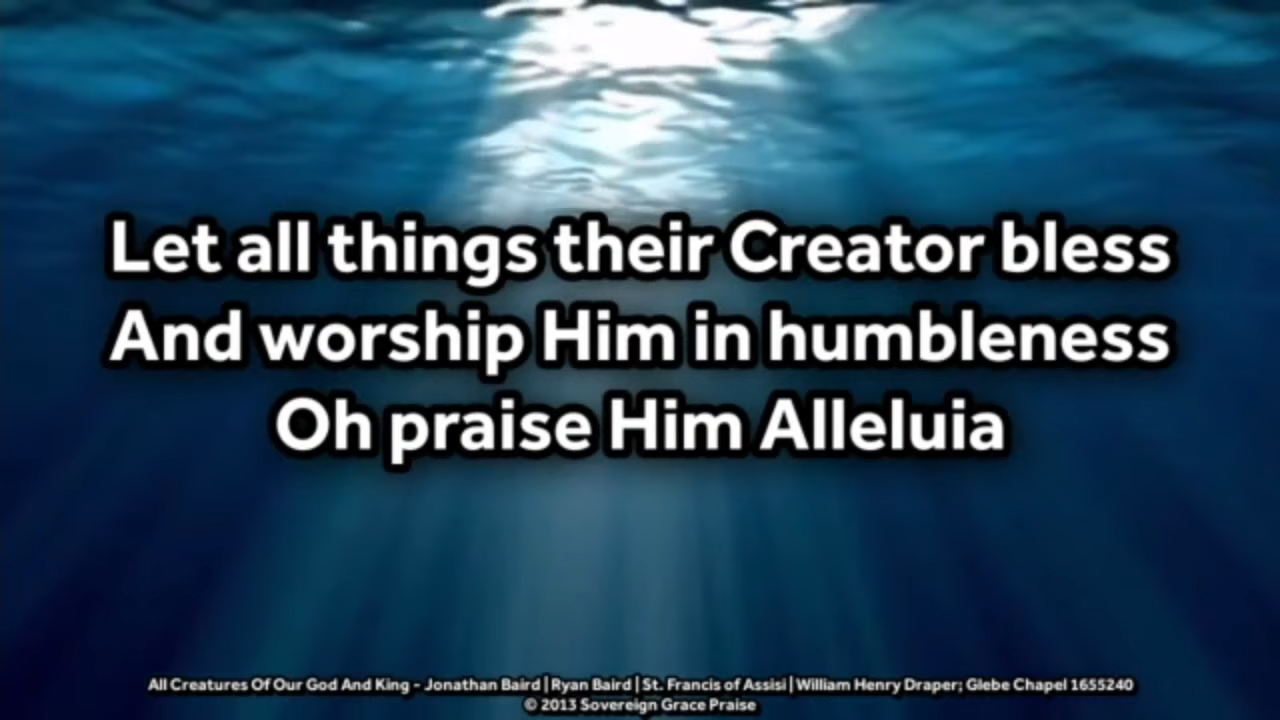 Let all things their Creator bless
And worship Him in humbleness
Oh praise Him Alleluia
All Creatures Of Our God And King - Jonathan Baird | Ryan Baird | St. Francis of Assisi | William Henry Draper; Glebe Chapel 1655240
© 2013 Sovereign Grace Praise